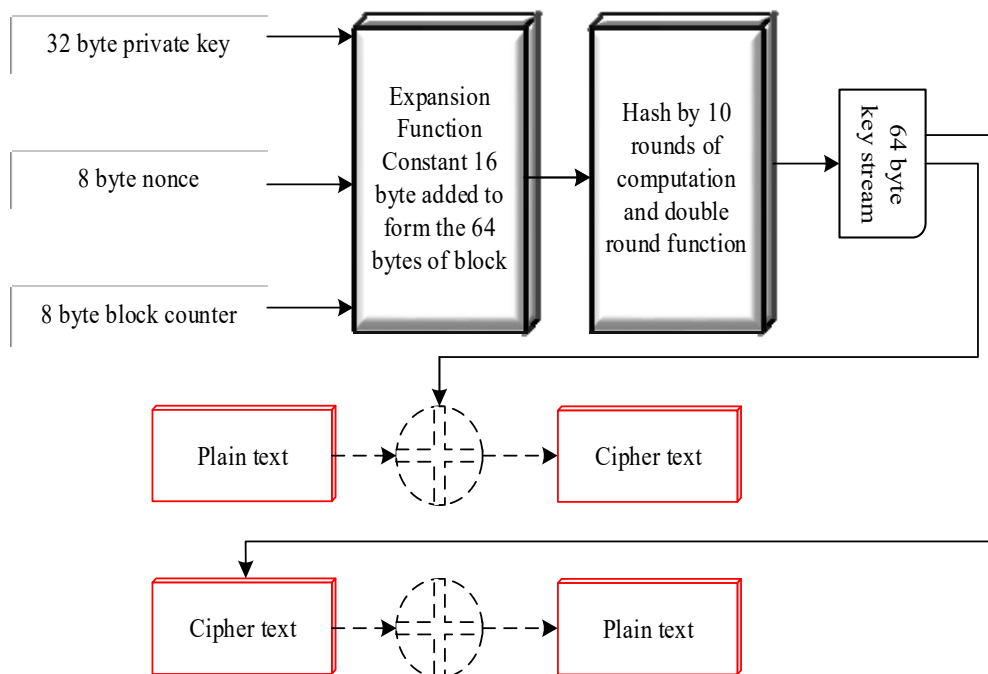 32 byte private key
8 byte nonce
8 byte block counter
Expansion
Function
Constant 16
byte added to
form the 64
bytes of block
Hash by 10
rounds of
computation
and double
round function
64 byte
key stream
Plain text
Cipher text
Cipher text
Plain text